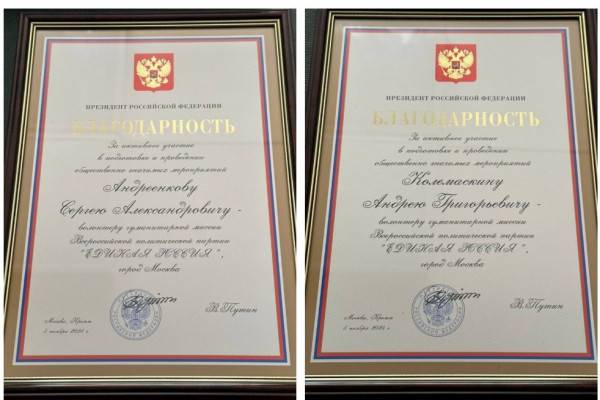 ПРЕЗИДЕНТ РОССИЙСКОЙ ФЕДЕРАЦИИ
БЛАГОДАРНОСТЬ
За активное участие
в подготовке и проведении
общественно значимых мероприятий
Андреенкову
Сергею Александровичу -
волонтеру гуманитарной миссии
Всероссийской политической партии
"ЕДИНАЯ РОССИЯ",
город Москва
Москва, Кремль
В.Путин
ПРЕЗИДЕНТ РОССИЙСКОЙ ФЕДЕРАЦИИ
БЛАГОДАРНОСТЬ
За активное участие
в подготовке и проведении
общественно значимых мероприятий
Колемаскину
Андрею Григорьевичу -
волонтеру гуманитарной миссии
Всероссийской политической партии
"ЕДИНАЯ РОССИЯ",
город Москва
Москва, Кремль
В.Путин